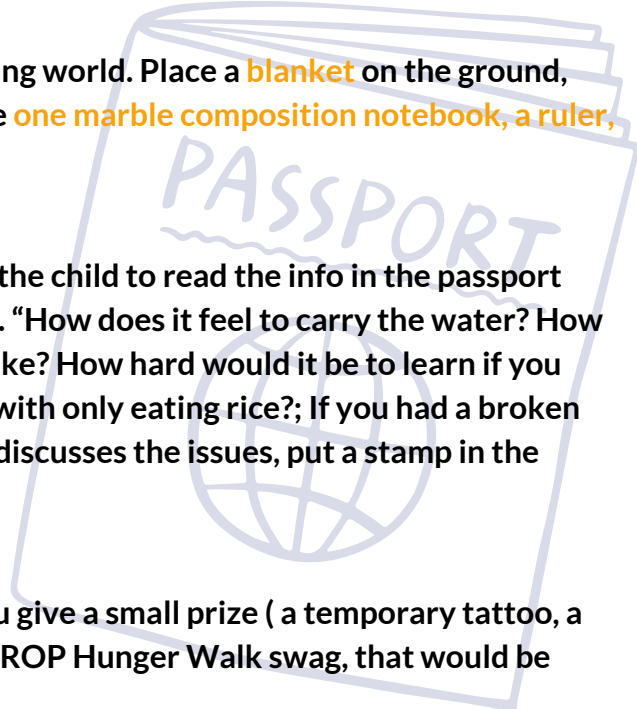 ng world. Place a blanket on the ground,
e one marble composition notebook, a ruler,
PASSPORT
the child to read the info in the passport
. “How does it feel to carry the water? How
ke? How hard would it be to learn if you
with only eating rice?; If you had a broken
discusses the issues, put a stamp in the
u give a small prize ( a temporary tattoo, a
ROP Hunger Walk swag, that would be